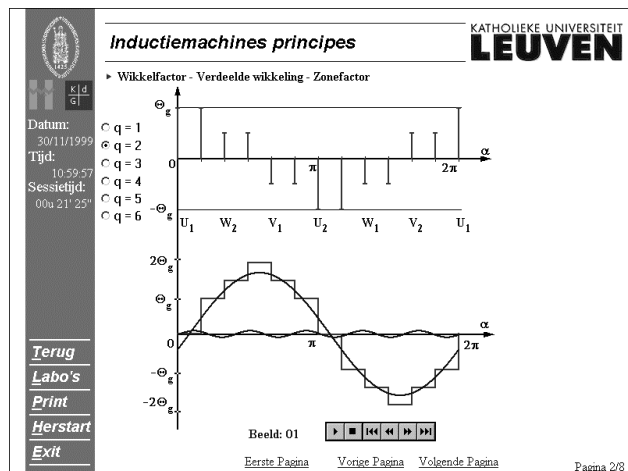 KATHOLIEKE UNIVERSITEIT
LEUVEN
Inductiemachines principes
Wikkelfactor - Verdeelde wikkeling - Zonefactor
1425
K d
G
Datum:
30/11/1999
Tijd:
10:59:57
Sessietijd:
00u 21' 25"
q = 1
q = 2
q = 3
q = 4
q = 5
q = 6
Θg
0
π
2π
α
-Θg
U1 W2 V1 U2 W1 V2 U1
2Θg
Θg
0
π
2π
α
-Θg
-2Θg
Terug
Labo's
Print
Herstart
Exit
Beeld: 01
Eerste Pagina Vorige Pagina Volgende Pagina
Pagina 2/8